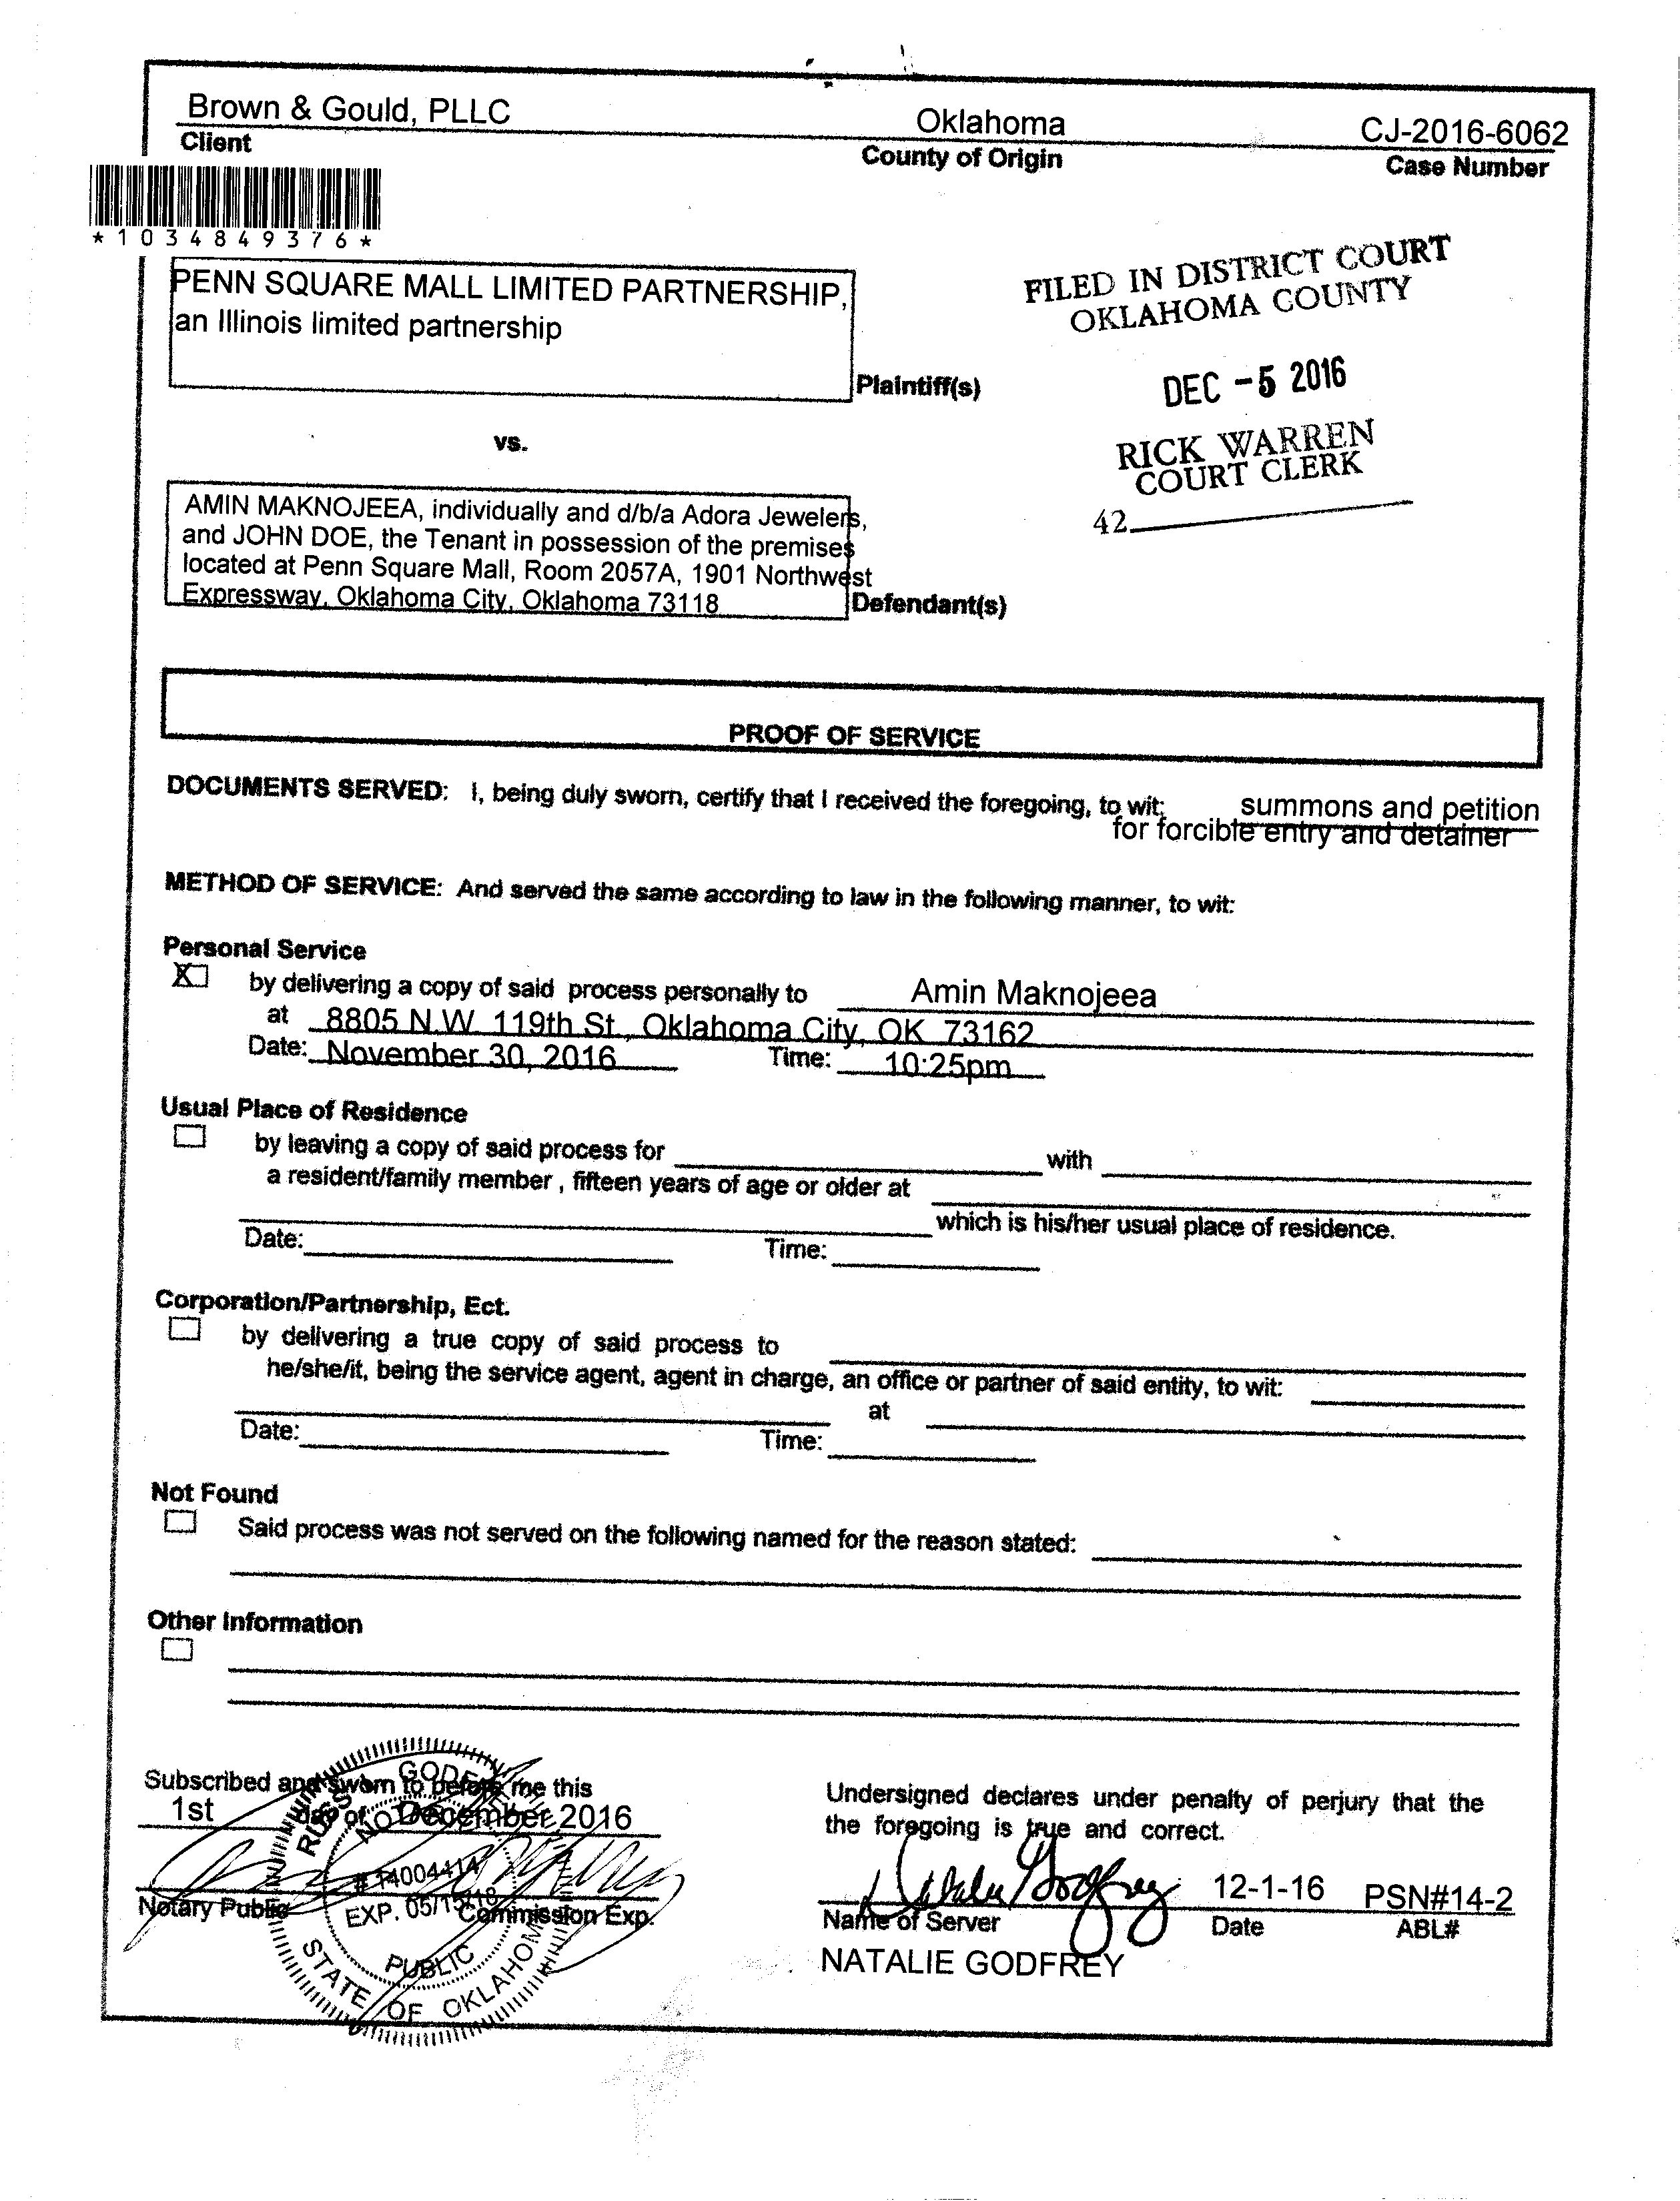 Brown & Gould, PLLC Oklahoma CJ-2016-6062
Client County of Origin Case Number
*1034849376*
PENN SQUARE MALL LIMITED PARTNERSHIP,
an Illinois limited partnership
Plaintiff(s)
FILED IN DISTRICT COURT
OKLAHOMA COUNTY
DEC -5 2016
RICK WARREN
COURT CLERK
42
vs.
AMIN MAKNOJEEA, individually and d/b/a Adora Jewelers,
and JOHN DOE, the Tenant in possession of the premises
located at Penn Square Mall, Room 2057A, 1901 Northwest
Expressway, Oklahoma City, Oklahoma 73118
Defendant(s)
PROOF OF SERVICE
DOCUMENTS SERVED: I, being duly sworn, certify that I received the foregoing, to wit: summons and petition
for forcible entry and detainer
METHOD OF SERVICE: And served the same according to law in the following manner, to wit:
Personal Service
X by delivering a copy of said process personally to Amin Maknojeea
at 8805 N.W. 119th St., Oklahoma City, OK 73162
Date: November 30, 2016 Time: 10:25pm
Usual Place of Residence
by leaving a copy of said process for with
a resident/family member , fifteen years of age or older at
which is his/her usual place of residence.
Date: Time:
Corporation/Partnership, Ect.
by delivering a true copy of said process to
he/she/it, being the service agent, agent in charge, an office or partner of said entity, to wit:
at
Date: Time:
Not Found
Said process was not served on the following named for the reason stated:
Other Information
Subscribed and sworn to before me this
1st day of December, 2016
Notary Public Commission Exp.
NOTARY
# 14004414
EXP. 05/15/18
PUBLIC
STATE OF OKLAHOMA
Undersigned declares under penalty of perjury that the
the foregoing is true and correct.
Natalie Godfrey 12-1-16 PSN#14-2
Name of Server Date ABL#
NATALIE GODFREY